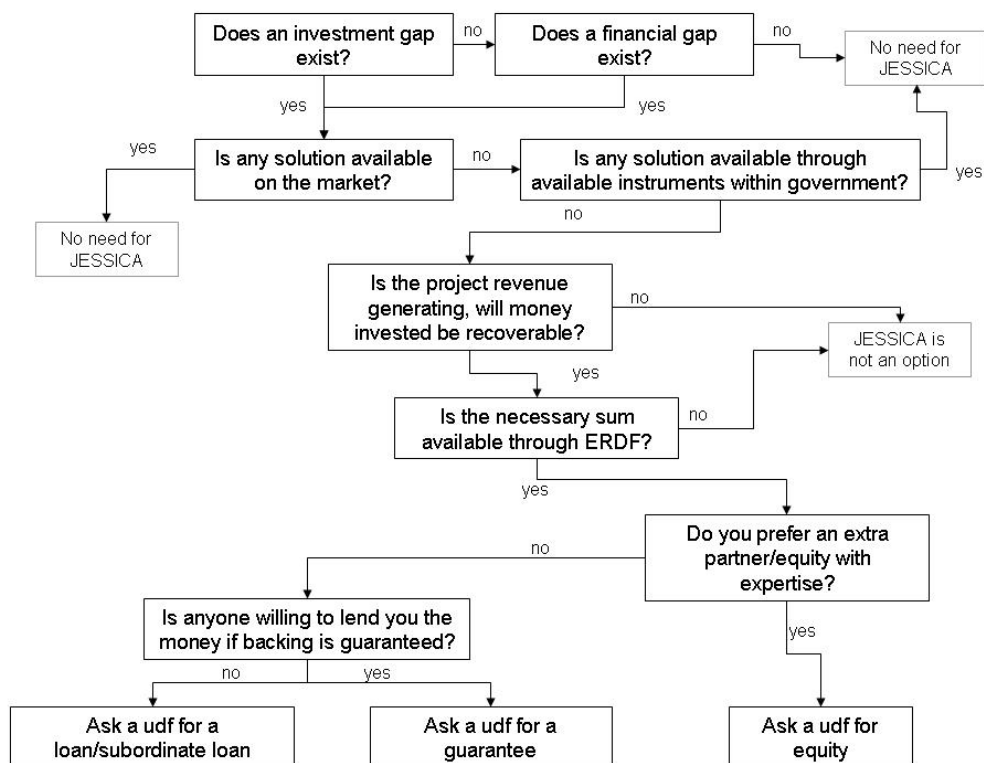 Does an investment gap
exist?
no
Does a financial gap
exist?
no
No need for
JESSICA
yes
yes
yes
Is any solution available
on the market?
no
Is any solution available through
available instruments within government?
yes
No need for
JESSICA
no
Is the project revenue
generating, will money
invested be recoverable?
no
JESSICA is
not an option
yes
Is the necessary sum
available through ERDF?
no
yes
Do you prefer an extra
partner/equity with
expertise?
no
Is anyone willing to lend you the
money if backing is guaranteed?
yes
no
yes
Ask a udf for a
loan/subordinate loan
Ask a udf for a
guarantee
Ask a udf for
equity